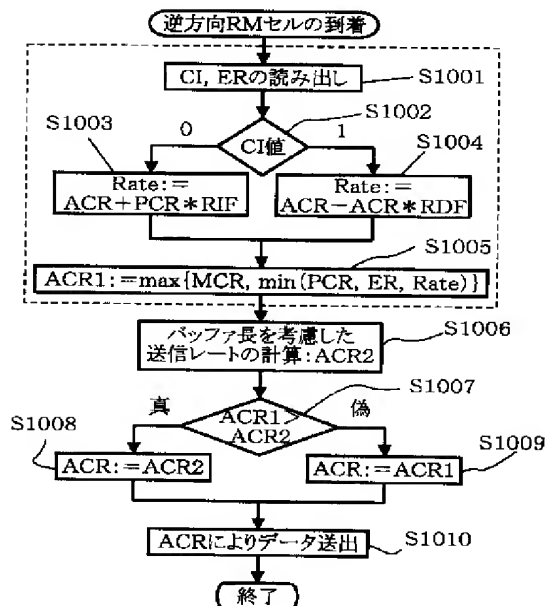 逆方向RMセルの到着
CI, ERの読み出し
S1001
S1002
S1003
0
CI値
1
S1004
Rate:=
ACR+PCR*RIF
Rate:=
ACR-ACR*RDF
S1005
ACR1:=max{MCR, min(PCR, ER, Rate)}
バッファ長を考慮した
送信レートの計算:ACR2
S1006
S1007
真
ACR1>
ACR2
偽
S1008
S1009
ACR:=ACR2
ACR:=ACR1
ACRによりデータ送出
S1010
終了